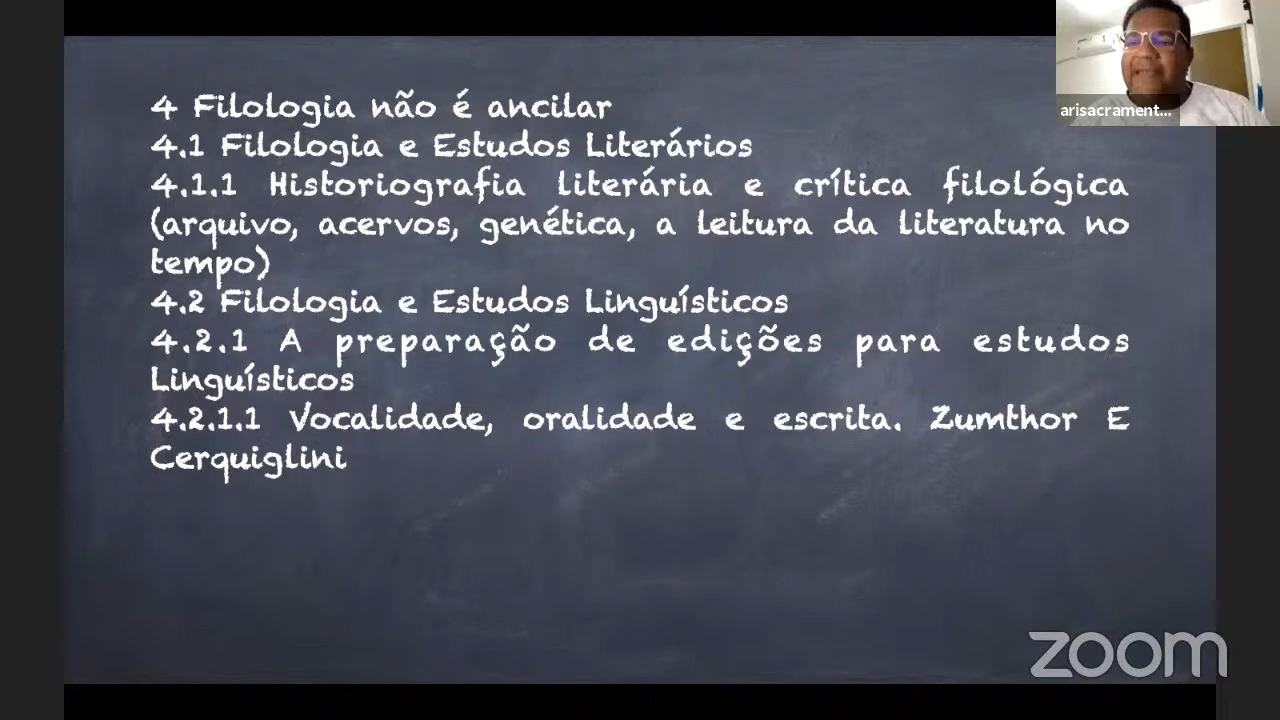 4 Filologia não é ancilar
4.1 Filologia e Estudos Literários
4.1.1 Historiografia literária e crítica filológica
(arquivo, acervos, genética, a leitura da literatura no
tempo)
4.2 Filologia e Estudos Linguísticos
4.2.1 A preparação de edições para estudos
Linguísticos
4.2.1.1 Vocalidade, oralidade e escrita. Zumthor E
Cerquiglini
arisacrament...
zoom